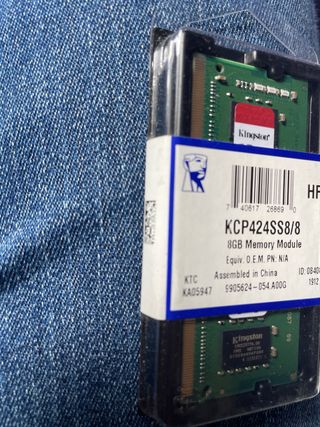 Kingston
HF
7 40617 26869 0
KCP424SS8/8
8GB Memory Module
Equiv. O.E.M. PN: N/A
KTC Assembled in China
KA05947 9905624-054.A00G
1912
Kingston